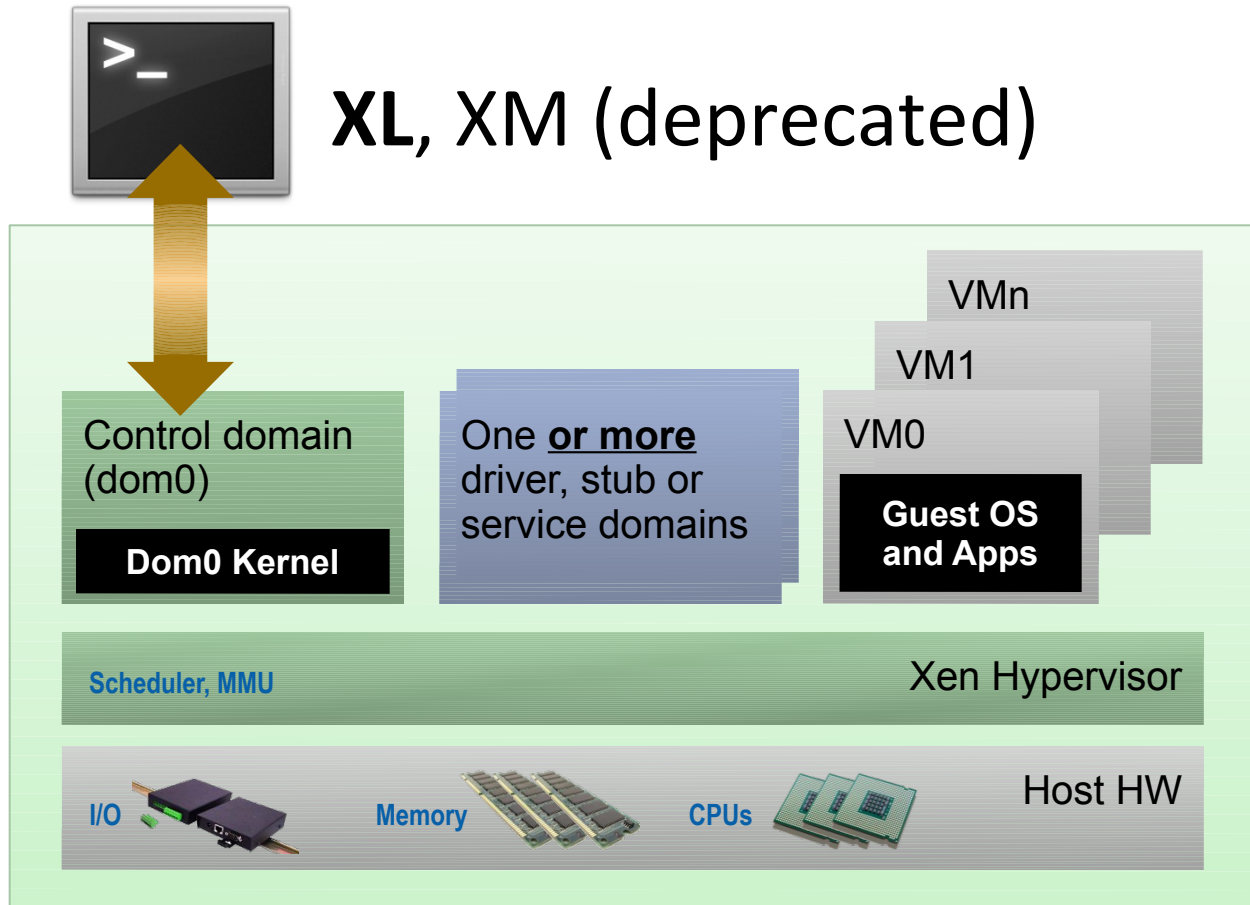 >_
XL, XM (deprecated)
VMn
VM1
VM0
Guest OS
and Apps
Control domain
(dom0)
Dom0 Kernel
One or more
driver, stub or
service domains
Scheduler, MMU
Xen Hypervisor
Host HW
I/O
Memory
CPUs